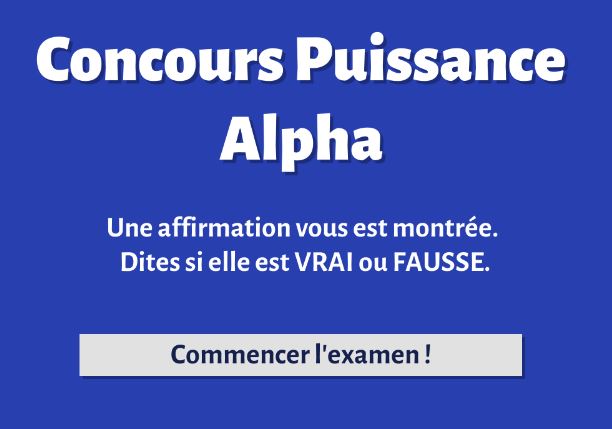 Concours Puissance
Alpha
Une affirmation vous est montrée.
Dites si elle est VRAI ou FAUSSE.
Commencer l'examen !